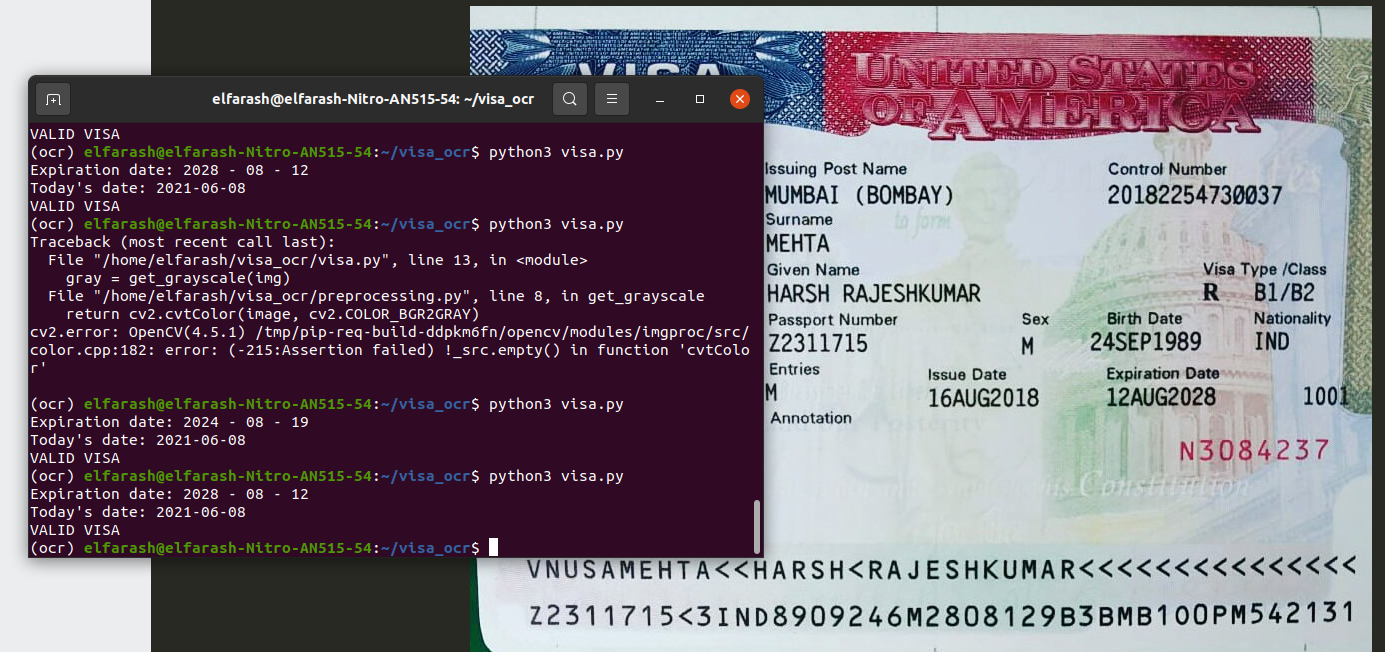 elfarash@elfarash-Nitro-AN515-54: ~/visa_ocr
VALID VISA
(ocr) elfarash@elfarash-Nitro-AN515-54:~/visa_ocr$ python3 visa.py
Expiration date: 2028 - 08 - 12
Today's date: 2021-06-08
VALID VISA
(ocr) elfarash@elfarash-Nitro-AN515-54:~/visa_ocr$ python3 visa.py
Traceback (most recent call last):
File "/home/elfarash/visa_ocr/visa.py", line 13, in <module>
gray = get_grayscale(img)
File "/home/elfarash/visa_ocr/preprocessing.py", line 8, in get_grayscale
return cv2.cvtColor(image, cv2.COLOR_BGR2GRAY)
cv2.error: OpenCV(4.5.1) /tmp/pip-req-build-ddpkm6fn/opencv/modules/imgproc/src/
color.cpp:182: error: (-215:Assertion failed) !_src.empty() in function 'cvtColo
r'
(ocr) elfarash@elfarash-Nitro-AN515-54:~/visa_ocr$ python3 visa.py
Expiration date: 2024 - 08 - 19
Today's date: 2021-06-08
VALID VISA
(ocr) elfarash@elfarash-Nitro-AN515-54:~/visa_ocr$ python3 visa.py
Expiration date: 2028 - 08 - 12
Today's date: 2021-06-08
VALID VISA
(ocr) elfarash@elfarash-Nitro-AN515-54:~/visa_ocr$
VISA
UNITED STATES
OF AMERICA
Issuing Post Name Control Number
MUMBAI (BOMBAY) 20182254730037
Surname
to form
MEHTA
Given Name Visa Type /Class
HARSH RAJESHKUMAR R B1/B2
Passport Number Sex Birth Date Nationality
Z2311715 M 24SEP1989 IND
Entries Issue Date Expiration Date
M 16AUG2018 12AUG2028 1001
Annotation
N3084237
Constitution
VNUSAMEHTA<<HARSH<RAJESHKUMAR<<<<<<<<<<<<<<<
Z2311715<3IND8909246M2808129B3BMB100PM542131